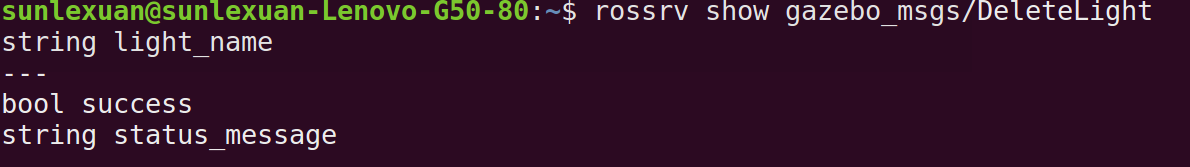 sunlexuan@sunlexuan-Lenovo-G50-80:~$ rossrv show gazebo_msgs/DeleteLight
string light_name
---
bool success
string status_message